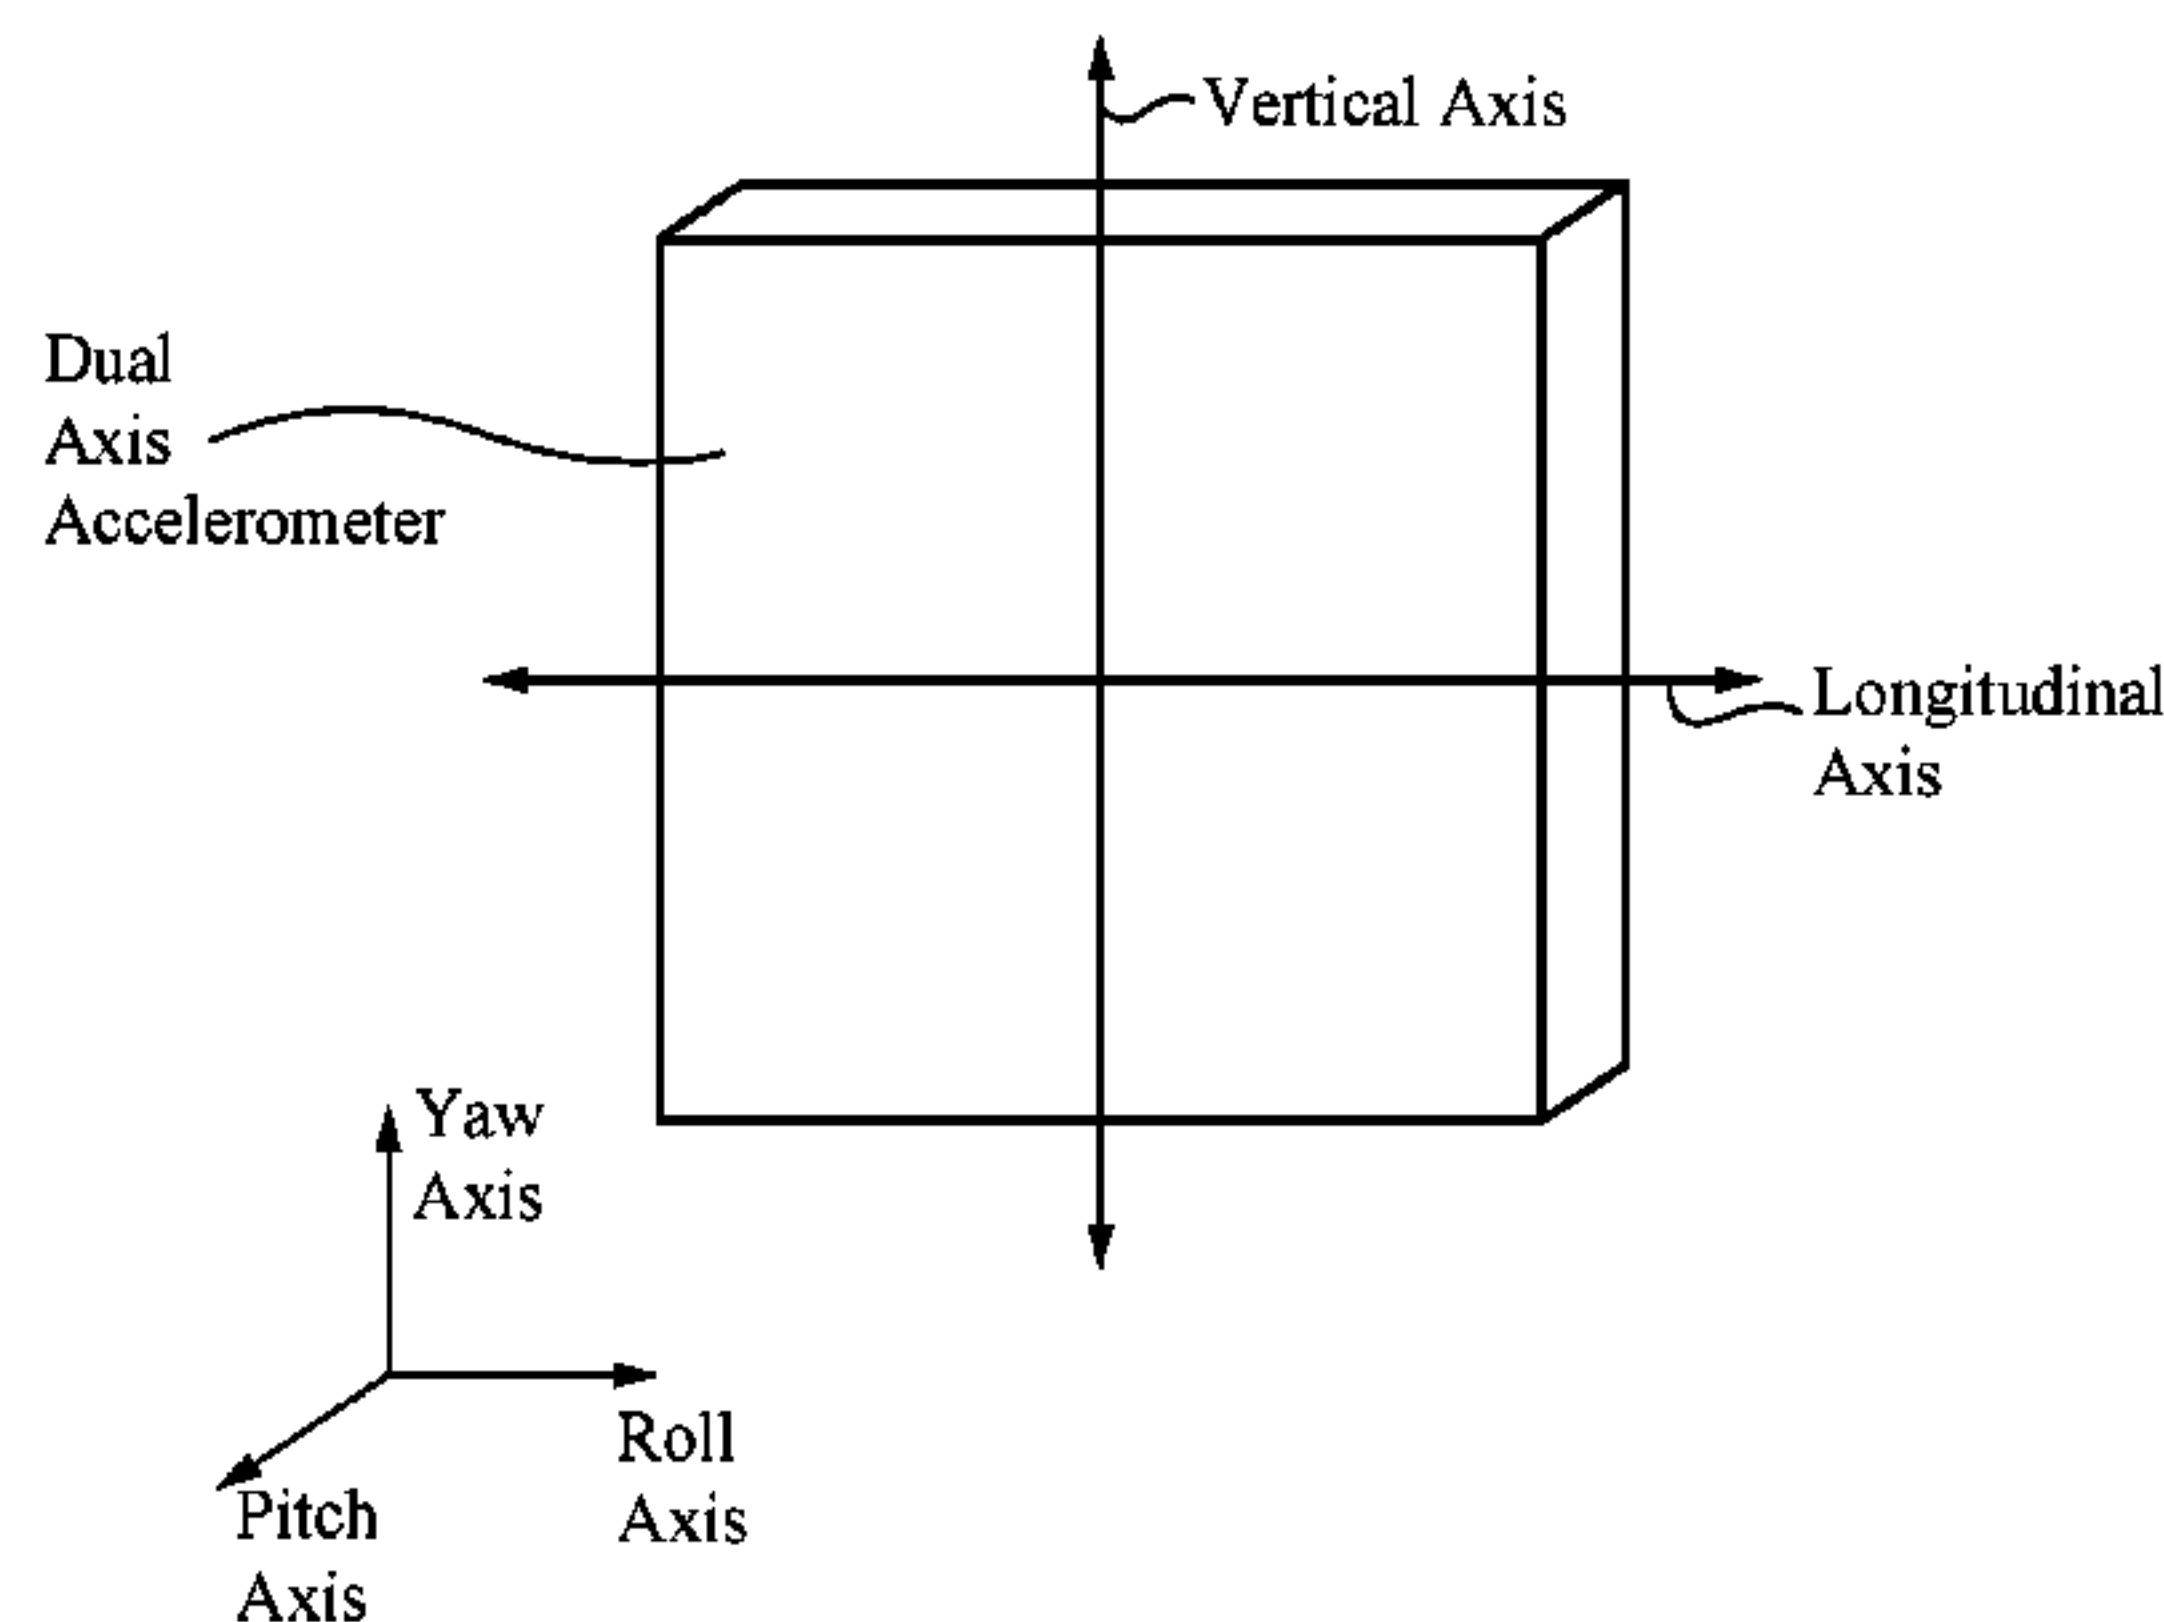 Vertical Axis
Dual
Axis
Accelerometer
Longitudinal
Axis
Yaw
Axis
Roll
Axis
Pitch
Axis